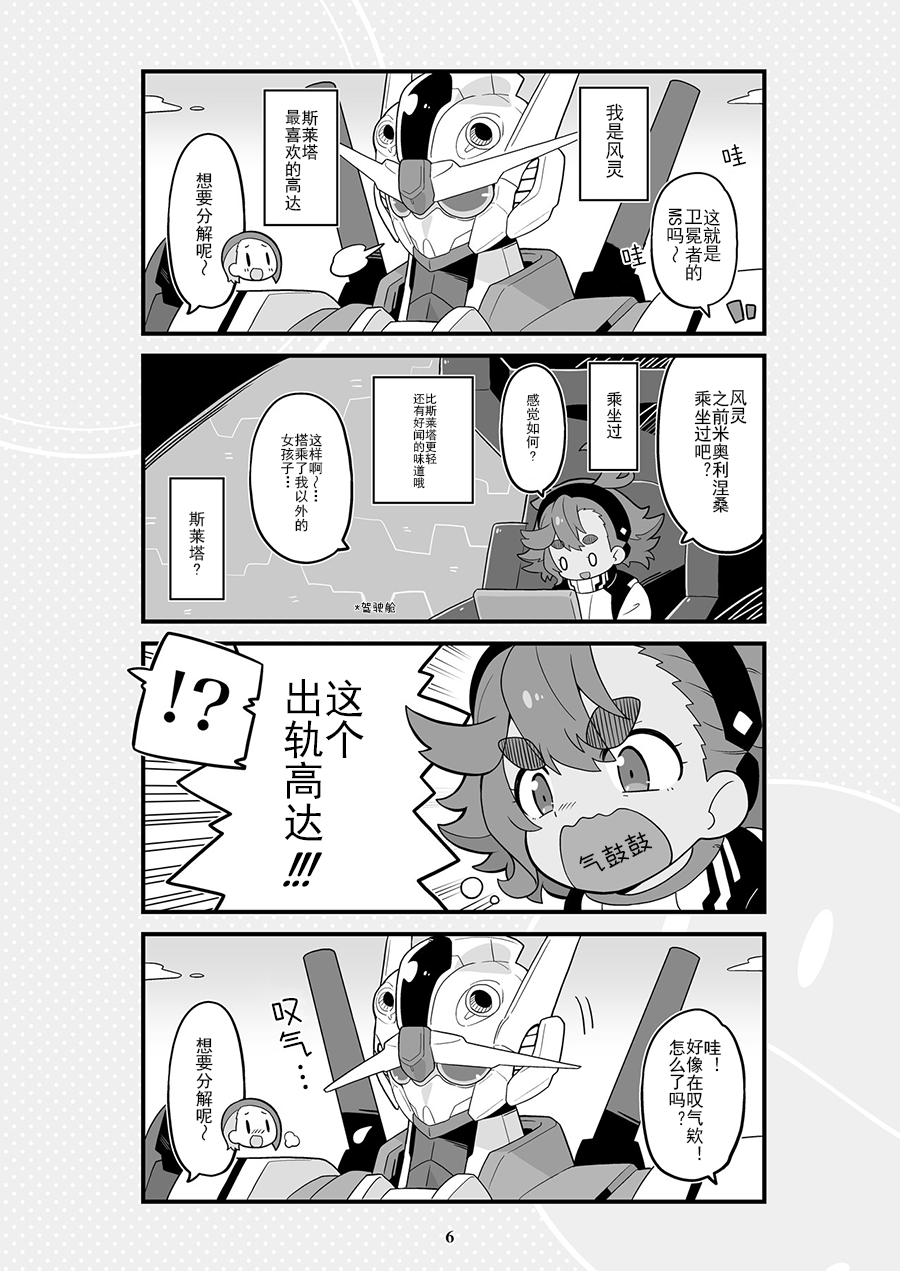 我是风灵
哇
这就是
卫冕者的
MS吗～
哇
斯莱塔
最喜欢的高达
想要分解呢～
风灵
之前米奥利涅桑
乘坐过吧？
乘坐过
感觉如何？
比斯莱塔更轻
还有好闻的味道哦
这样啊～…
搭乘了我以外的
女孩子…
斯莱塔？
*驾驶舱
气鼓鼓
这个
出轨高达
!!!
!?
哇！
好像在叹气欸！
怎么了吗？
叹
气…
想要分解呢～
6